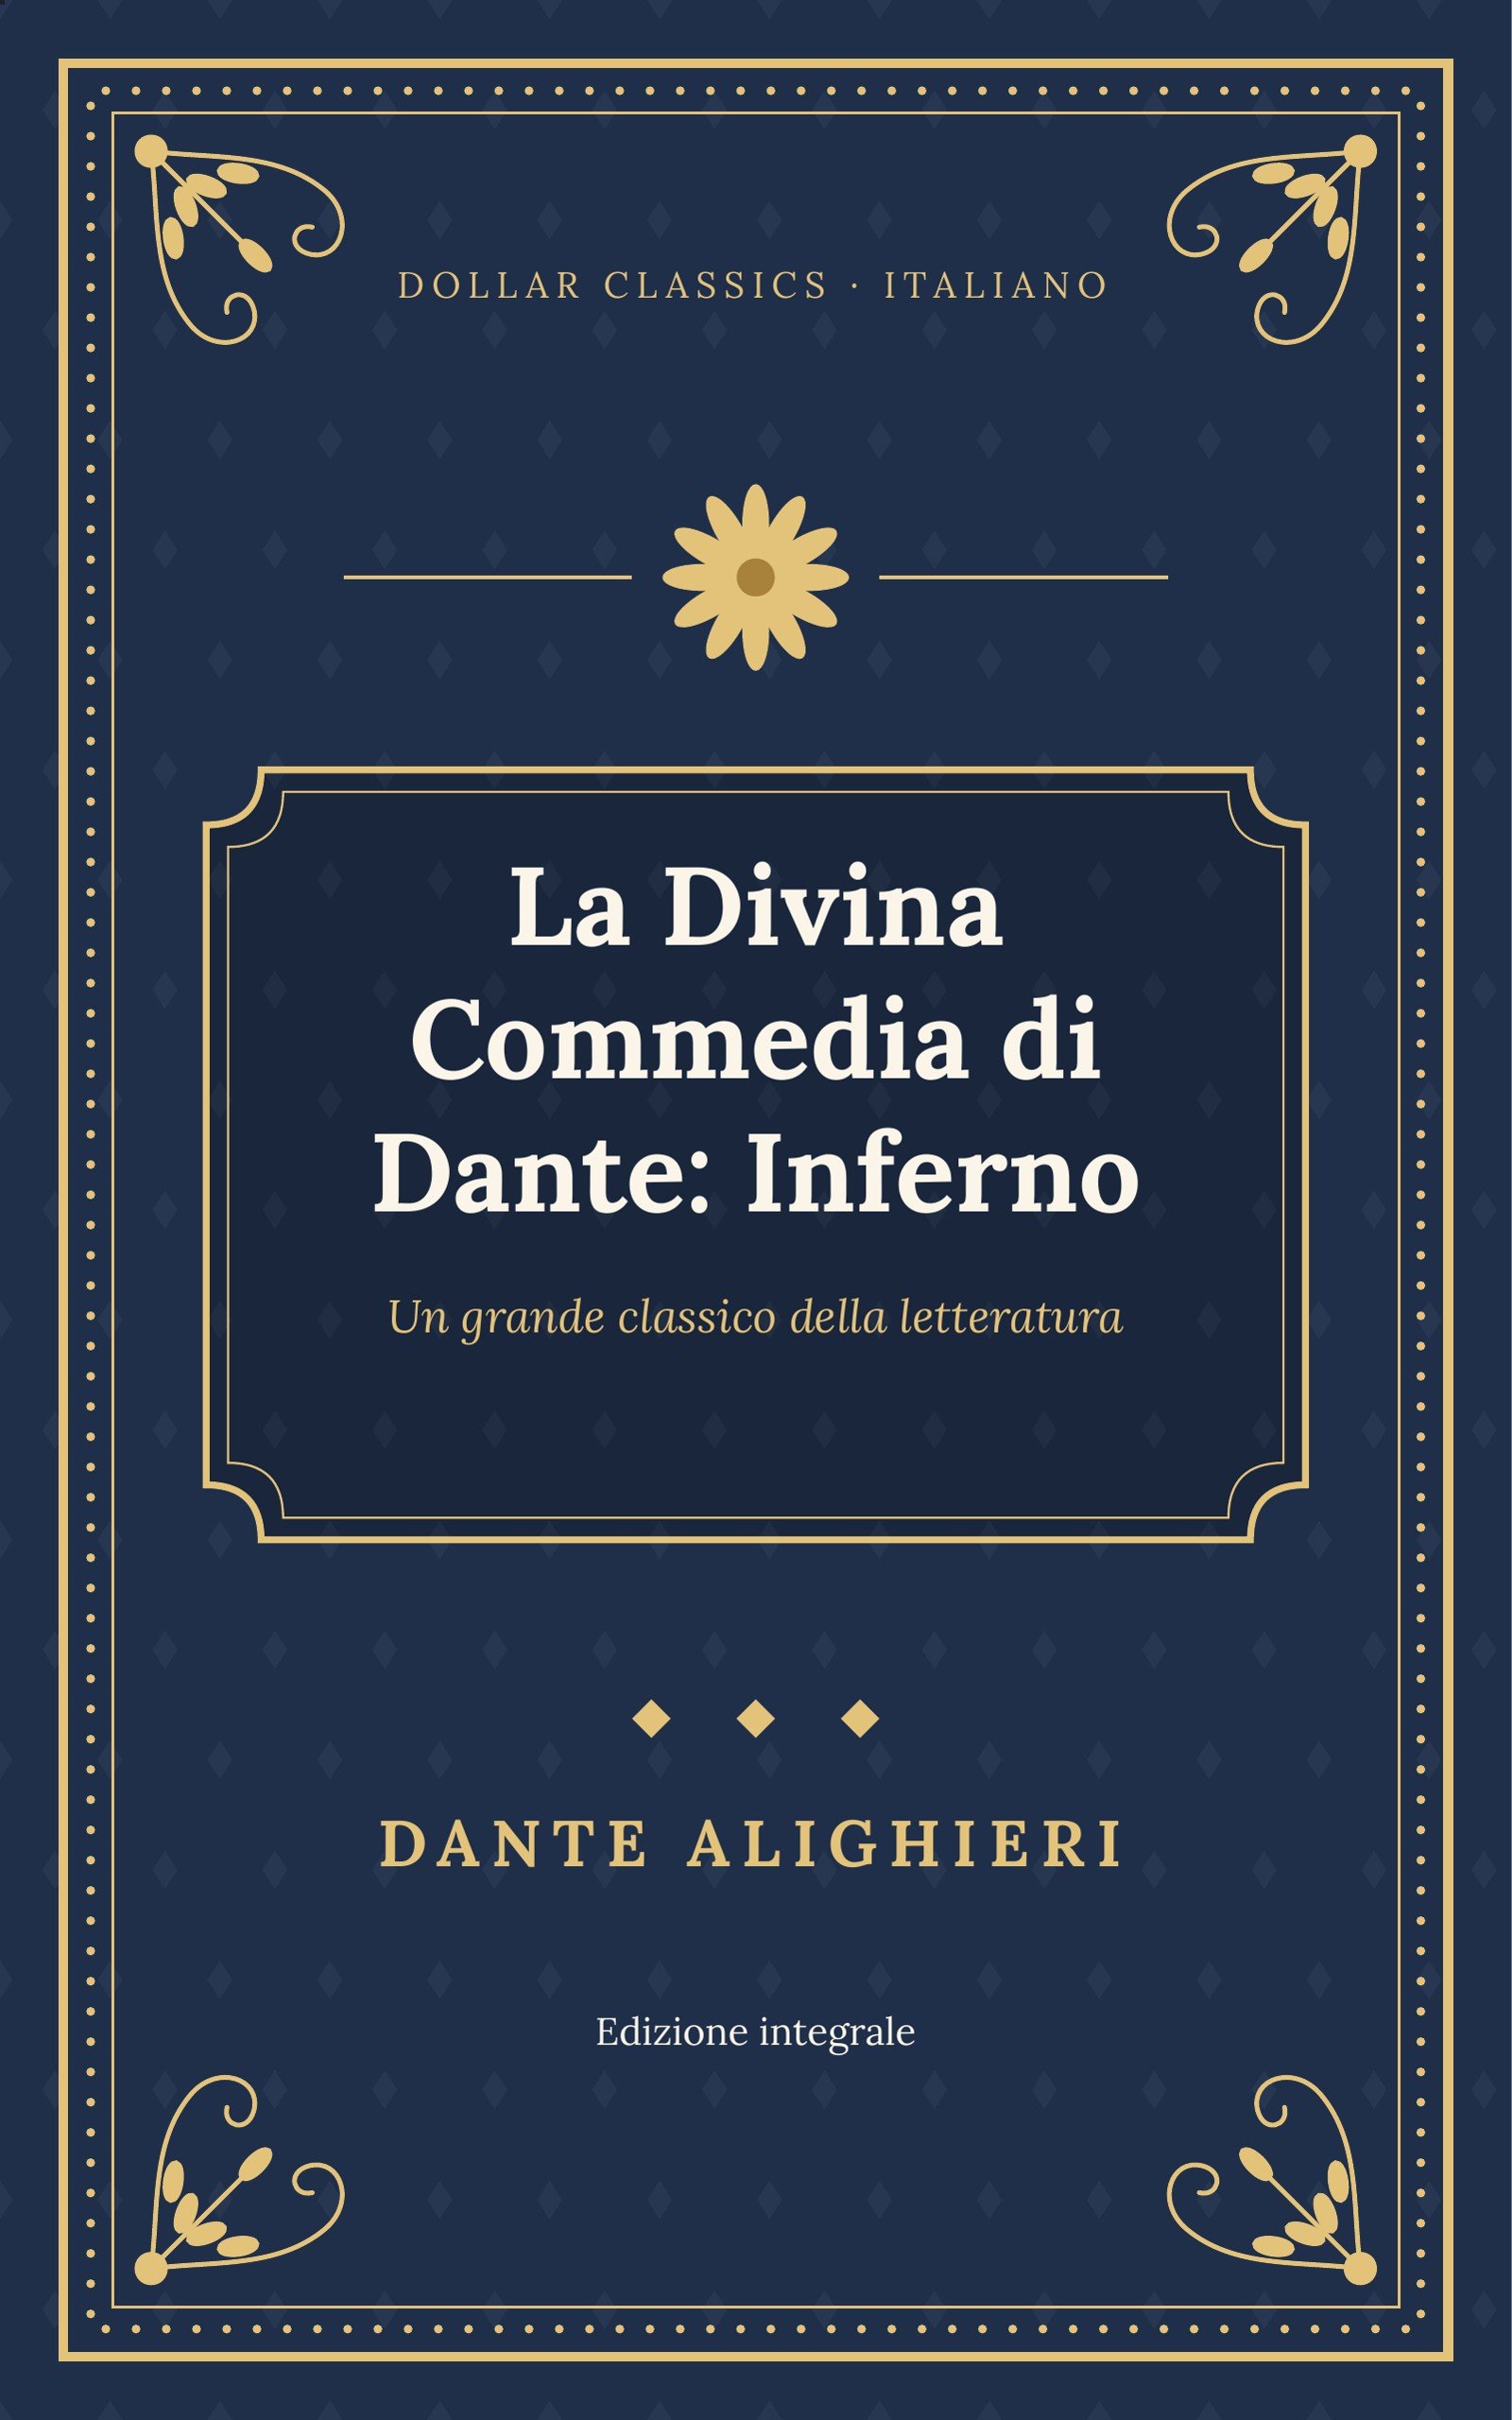 DOLLAR CLASSICS · ITALIANO
La Divina
Commedia di
Dante: Inferno
Un grande classico della letteratura
DANTE ALIGHIERI
Edizione integrale